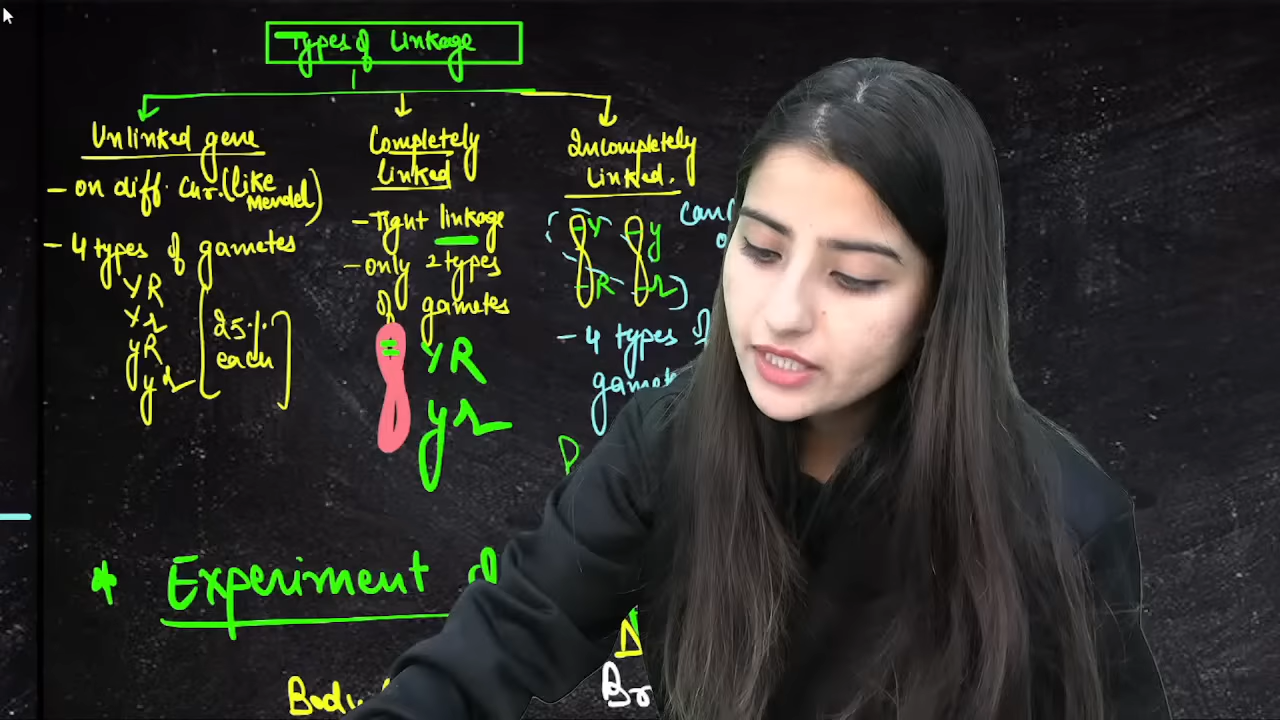 Types of Linkage
Unlinked gene
- on diff. Chr. (like
Mendel)
- 4 types of gametes
YR
Yr
yR
yr
25%
each
Completely
Linked
- Tight linkage
- only 2 types
of gametes
YR
yr
Incompletely
Linked.
Y y
R r
- 4 types of
* Experiment